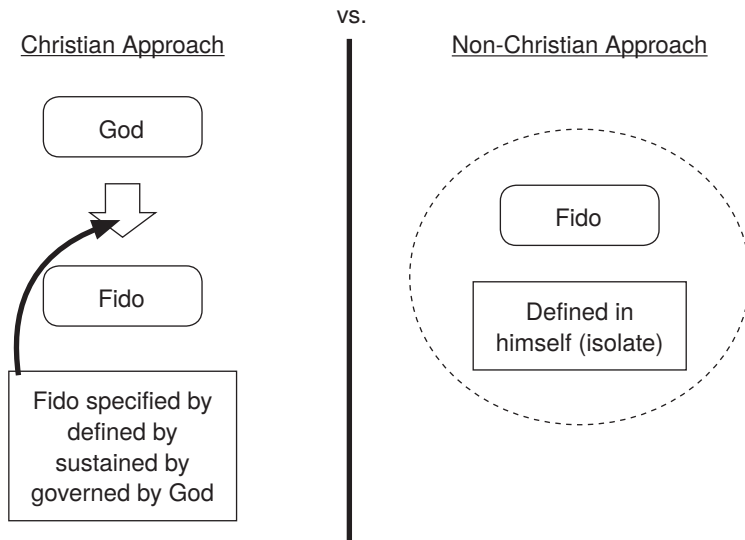 vs.
Christian Approach
God
Fido
Fido specified by
defined by
sustained by
governed by God
Non-Christian Approach
Fido
Defined in
himself (isolate)